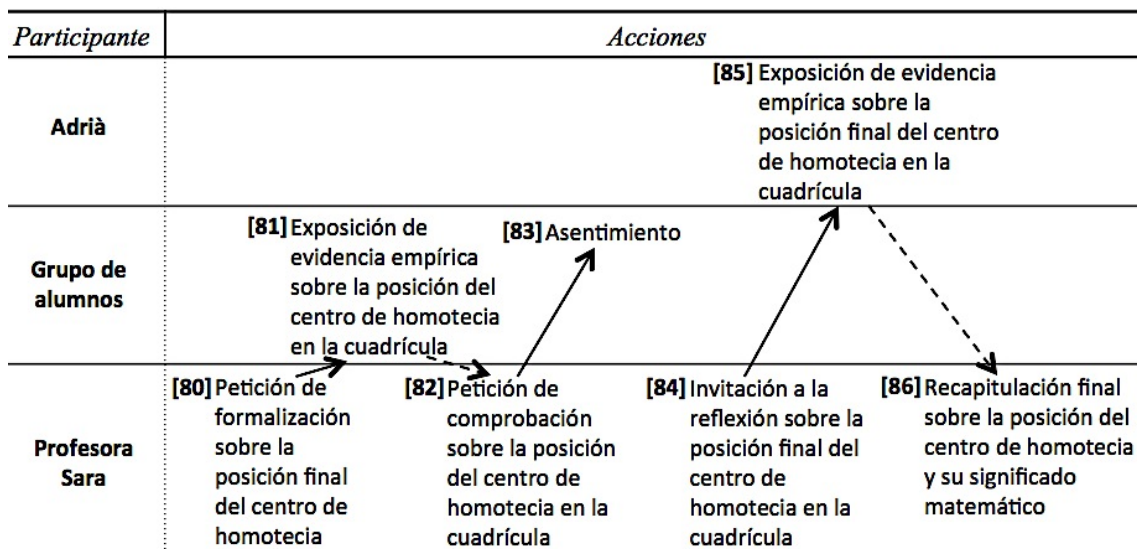 Participante Acciones
Adrià
[85] Exposición de evidencia
empírica sobre la
posición final del centro
de homotecia en la
cuadrícula
Grupo de
alumnos
[81] Exposición de
evidencia empírica
sobre la posición del
centro de homotecia
en la cuadrícula
[83] Asentimiento
Profesora
Sara
[80] Petición de
formalización
sobre la
posición final
del centro de
homotecia
[82] Petición de
comprobación
sobre la posición
del centro de
homotecia en la
cuadrícula
[84] Invitación a la
reflexión sobre la
posición final del
centro de
homotecia en la
cuadrícula
[86] Recapitulación final
sobre la posición del
centro de homotecia
y su significado
matemático